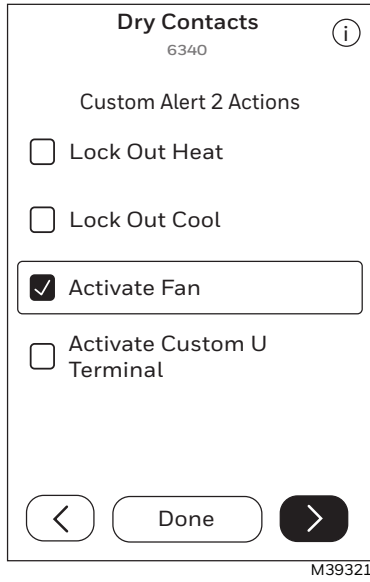 Dry Contacts
6340
i
Custom Alert 2 Actions
Lock Out Heat
Lock Out Cool
Activate Fan
Activate Custom U
Terminal
Done
M39321